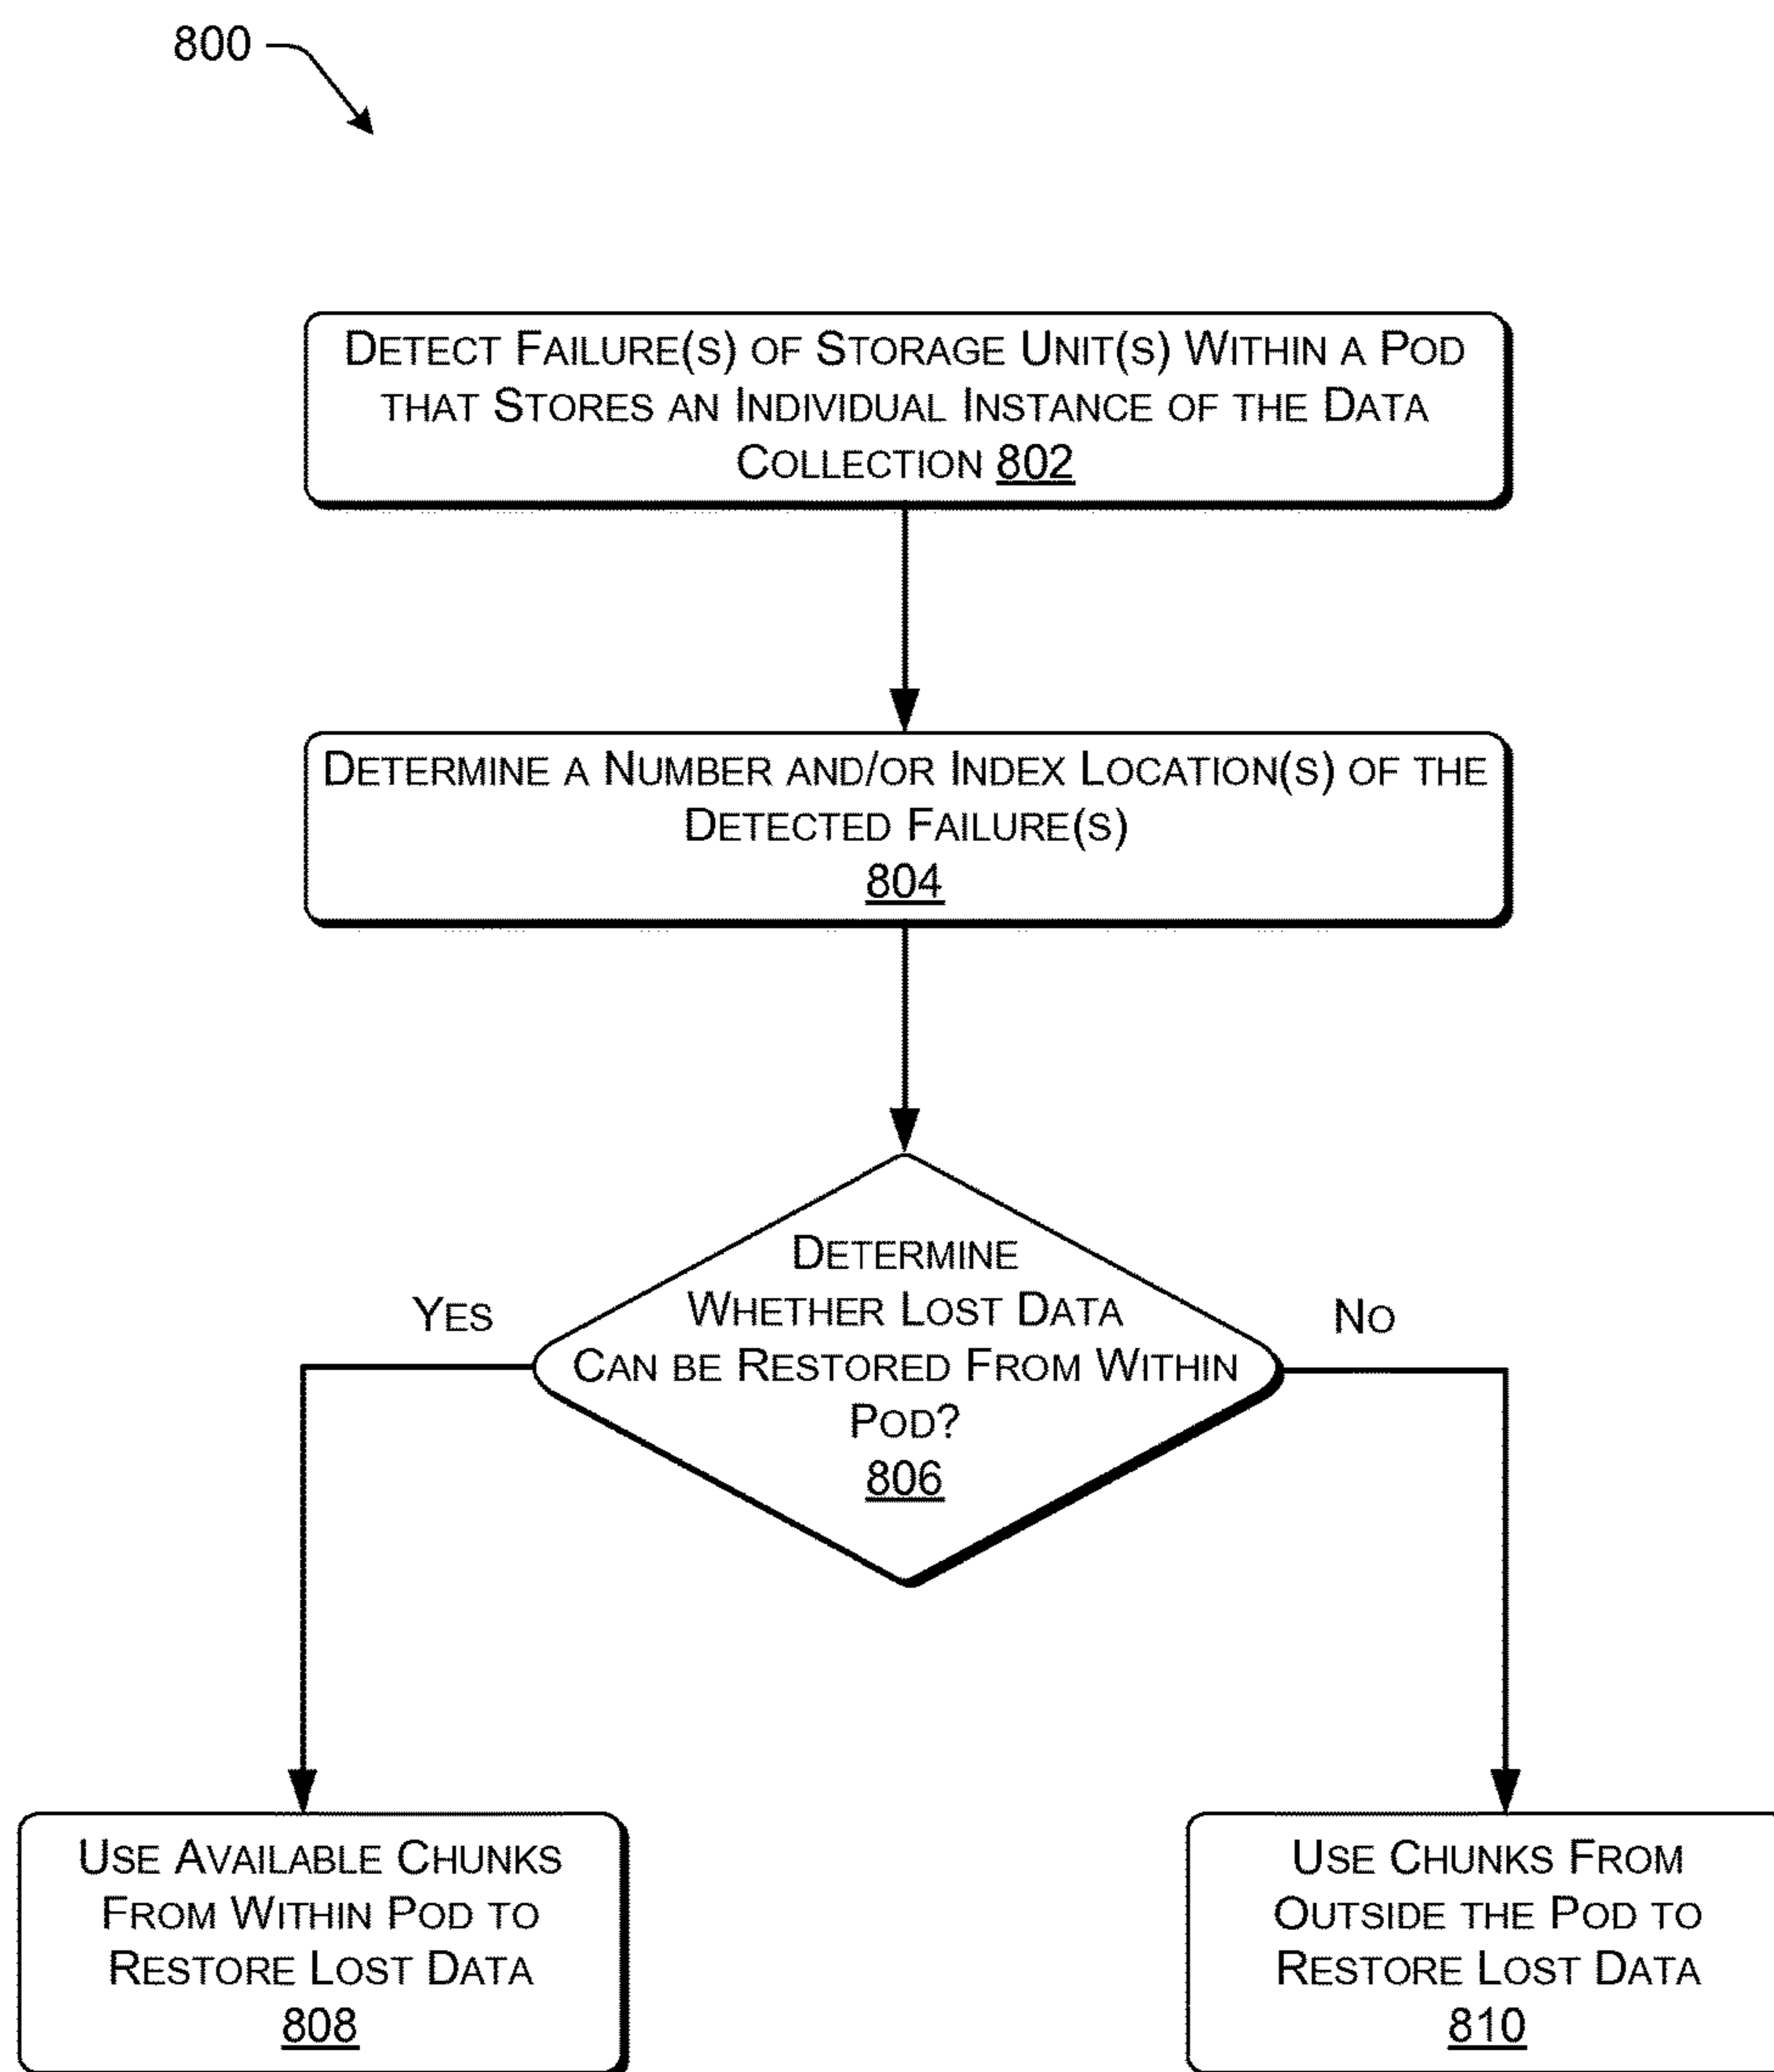 800
DETECT FAILURE(S) OF STORAGE UNIT(S) WITHIN A POD
THAT STORES AN INDIVIDUAL INSTANCE OF THE DATA
COLLECTION 802
DETERMINE A NUMBER AND/OR INDEX LOCATION(S) OF THE
DETECTED FAILURE(S)
804
DETERMINE
WHETHER LOST DATA
CAN BE RESTORED FROM WITHIN
POD?
806
YES
NO
USE AVAILABLE CHUNKS
FROM WITHIN POD TO
RESTORE LOST DATA
808
USE CHUNKS FROM
OUTSIDE THE POD TO
RESTORE LOST DATA
810